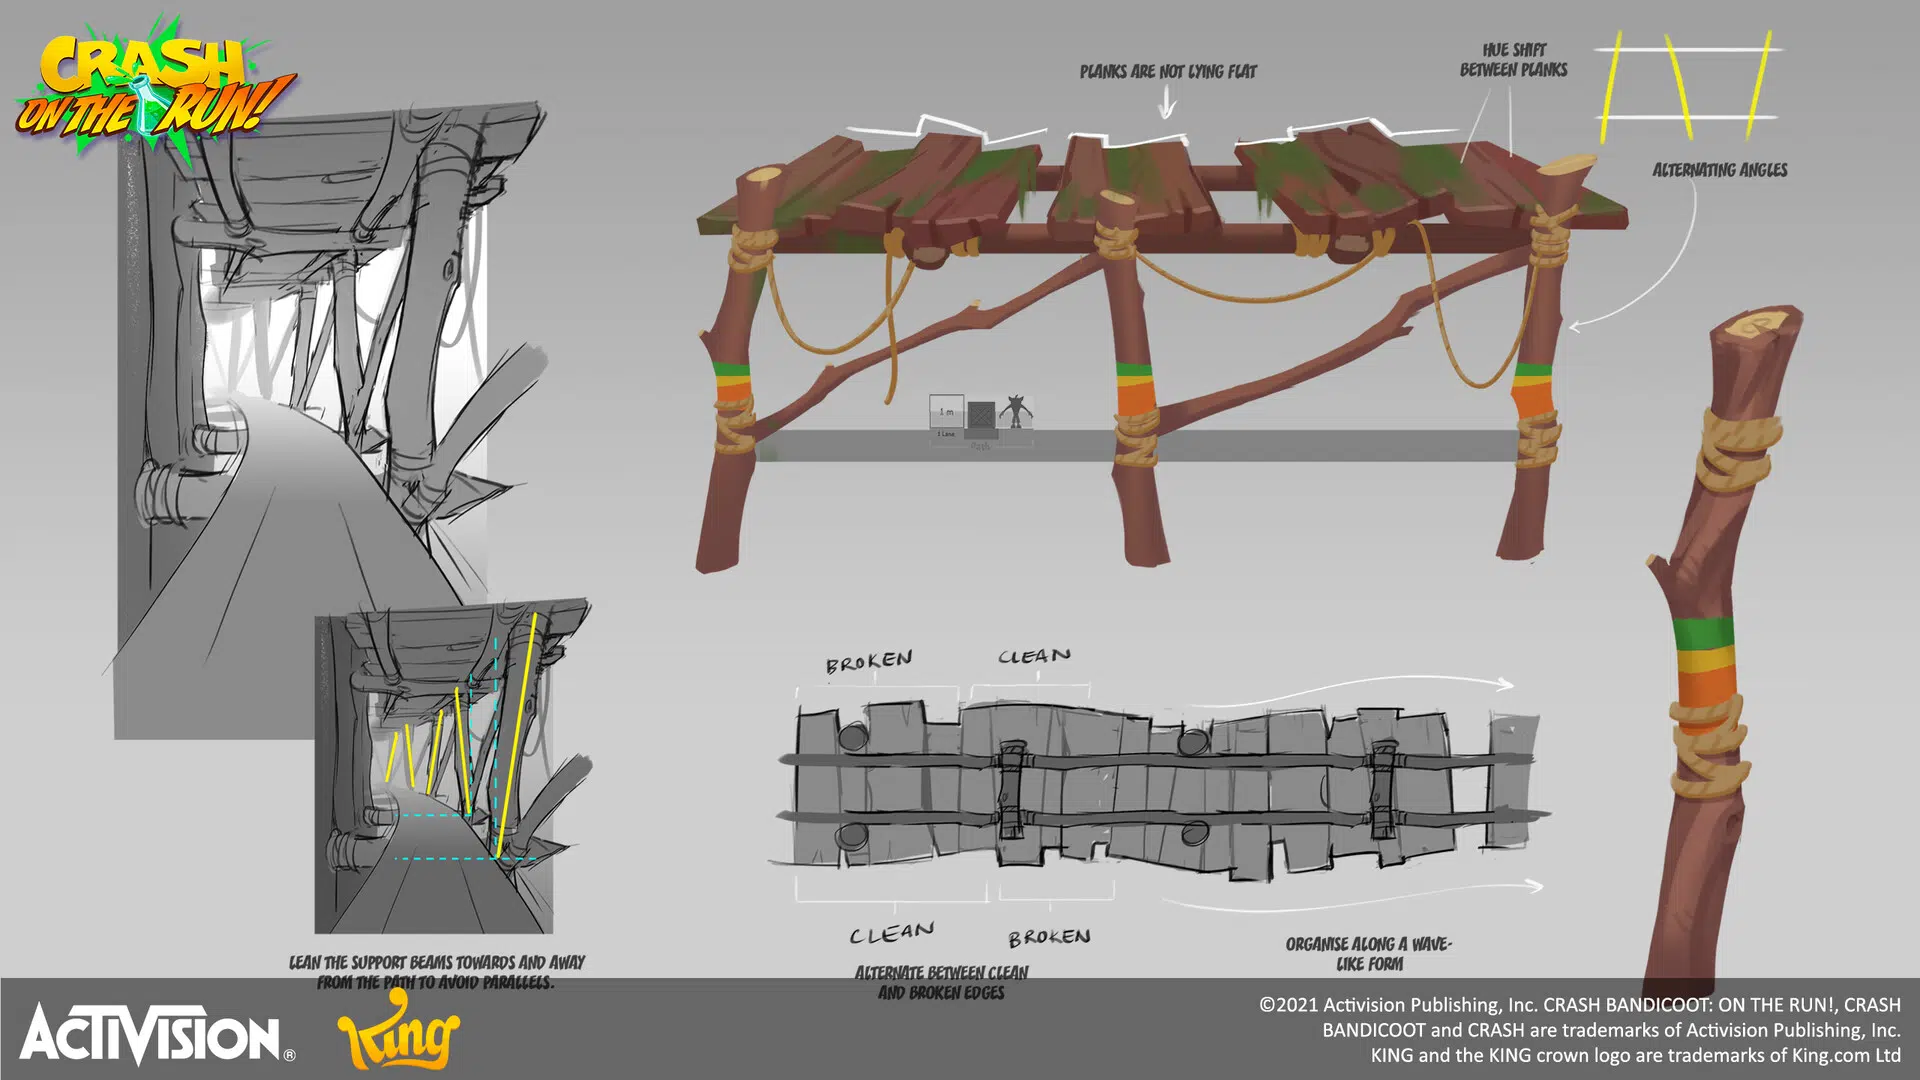 CRASH
ON THE RUN!
PLANKS ARE NOT LYING FLAT
HUE SHIFT
BETWEEN PLANKS
ALTERNATING ANGLES
1 m
1 Lane
Path
BROKEN
CLEAN
CLEAN
BROKEN
ALTERNATE BETWEEN CLEAN
AND BROKEN EDGES
ORGANISE ALONG A WAVE-
LIKE FORM
LEAN THE SUPPORT BEAMS TOWARDS AND AWAY
FROM THE PATH TO AVOID PARALLELS.
ACTIVISION®
King
©2021 Activision Publishing, Inc. CRASH BANDICOOT: ON THE RUN!, CRASH
BANDICOOT and CRASH are trademarks of Activision Publishing, Inc.
KING and the KING crown logo are trademarks of King.com Ltd